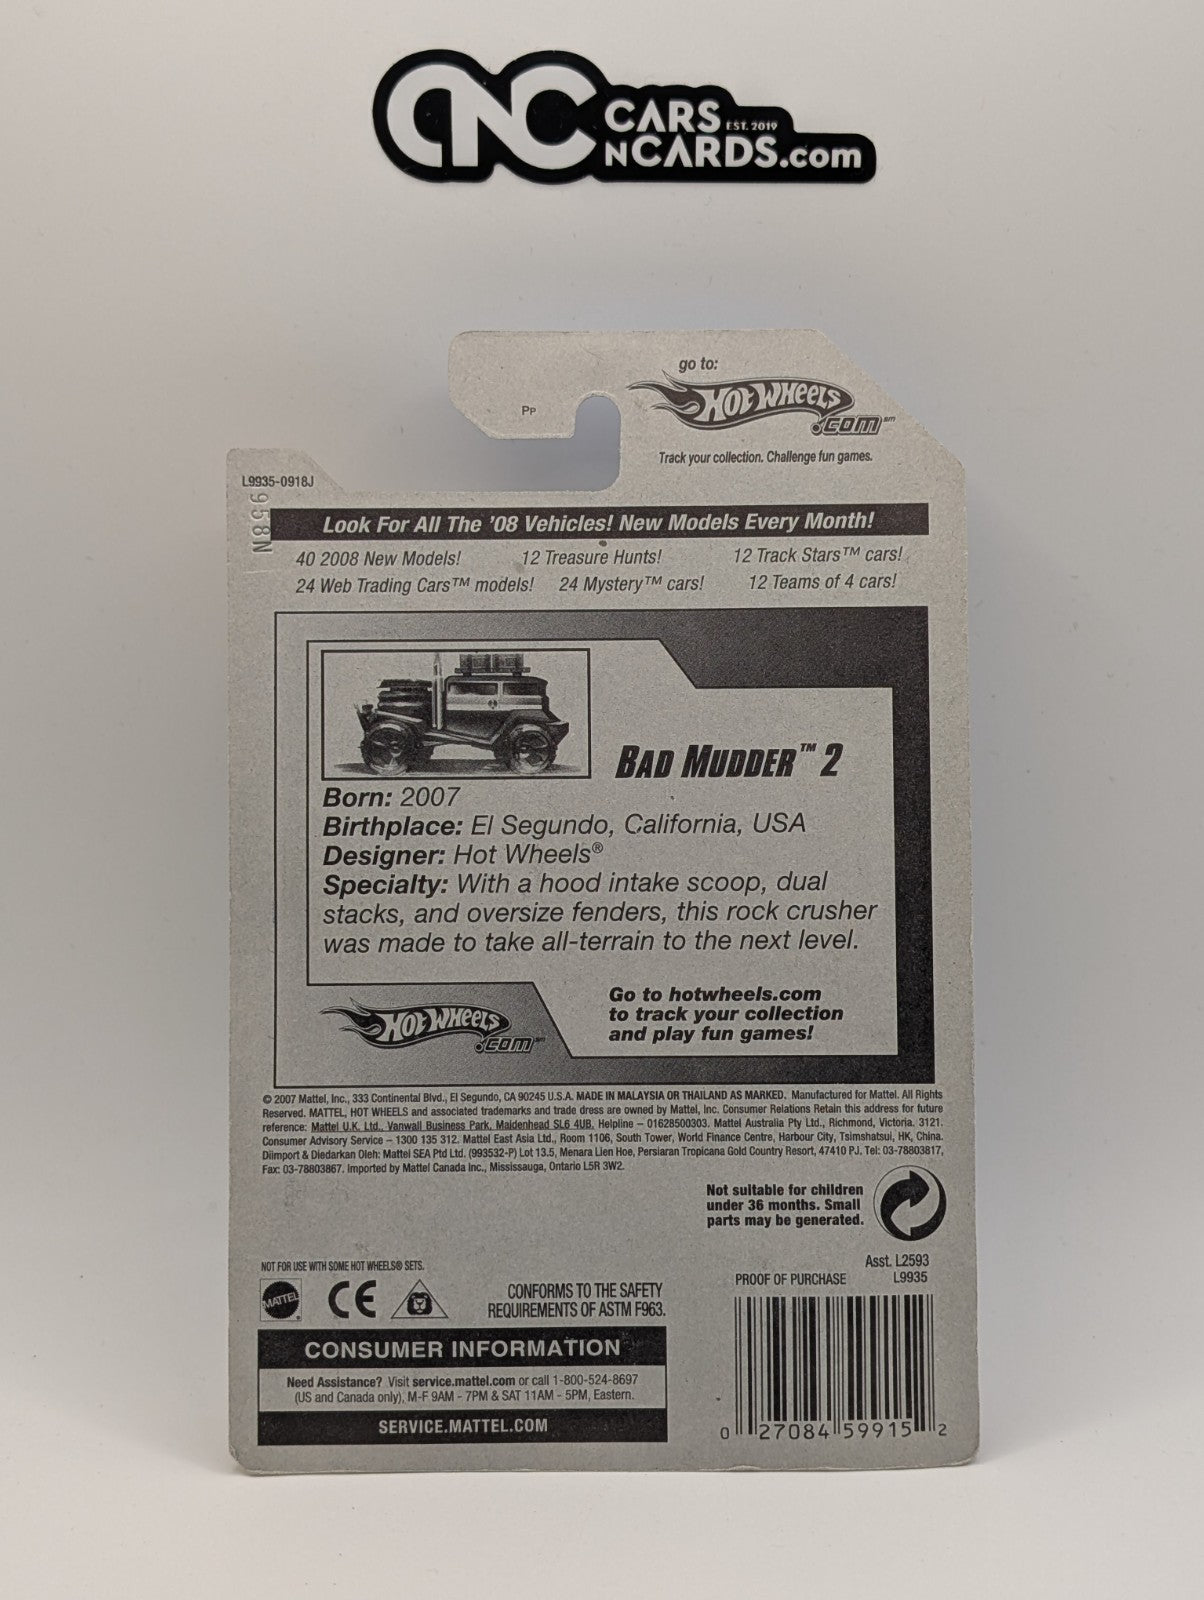 CNC CARS EST. 2019
NCARDS.com
go to:
HOT WHEELS
.COM℠
Pp
Track your collection. Challenge fun games.
L9935-0918J
958N
Look For All The '08 Vehicles! New Models Every Month!
40 2008 New Models! 12 Treasure Hunts! 12 Track Stars™ cars!
24 Web Trading Cars™ models! 24 Mystery™ cars! 12 Teams of 4 cars!
BAD MUDDER™ 2
Born: 2007
Birthplace: El Segundo, California, USA
Designer: Hot Wheels®
Specialty: With a hood intake scoop, dual
stacks, and oversize fenders, this rock crusher
was made to take all-terrain to the next level.
HOT WHEELS
.COM℠
Go to hotwheels.com
to track your collection
and play fun games!
© 2007 Mattel, Inc., 333 Continental Blvd., El Segundo, CA 90245 U.S.A. MADE IN MALAYSIA OR THAILAND AS MARKED. Manufactured for Mattel. All Rights
Reserved. MATTEL, HOT WHEELS and associated trademarks and trade dress are owned by Mattel, Inc. Consumer Relations Retain this address for future
reference: Mattel U.K. Ltd., Vanwall Business Park, Maidenhead SL6 4UB. Helpline – 01628500303. Mattel Australia Pty Ltd., Richmond, Victoria. 3121.
Consumer Advisory Service – 1300 135 312. Mattel East Asia Ltd., Room 1106, South Tower, World Finance Centre, Harbour City, Tsimshatsui, HK, China.
Diimport & Diedarkan Oleh: Mattel SEA Ptd Ltd. (993532-P) Lot 13.5, Menara Lien Hoe, Persiaran Tropicana Gold Country Resort, 47410 PJ. Tel: 03-78803817,
Fax: 03-78803867. Imported by Mattel Canada Inc., Mississauga, Ontario L5R 3W2.
Not suitable for children
under 36 months. Small
parts may be generated.
Asst. L2593
PROOF OF PURCHASE L9935
NOT FOR USE WITH SOME HOT WHEELS® SETS.
MATTEL ® CE
CONFORMS TO THE SAFETY
REQUIREMENTS OF ASTM F963.
CONSUMER INFORMATION
Need Assistance? Visit service.mattel.com or call 1-800-524-8697
(US and Canada only), M-F 9AM - 7PM & SAT 11AM - 5PM, Eastern.
SERVICE.MATTEL.COM
0 27084 59915 2